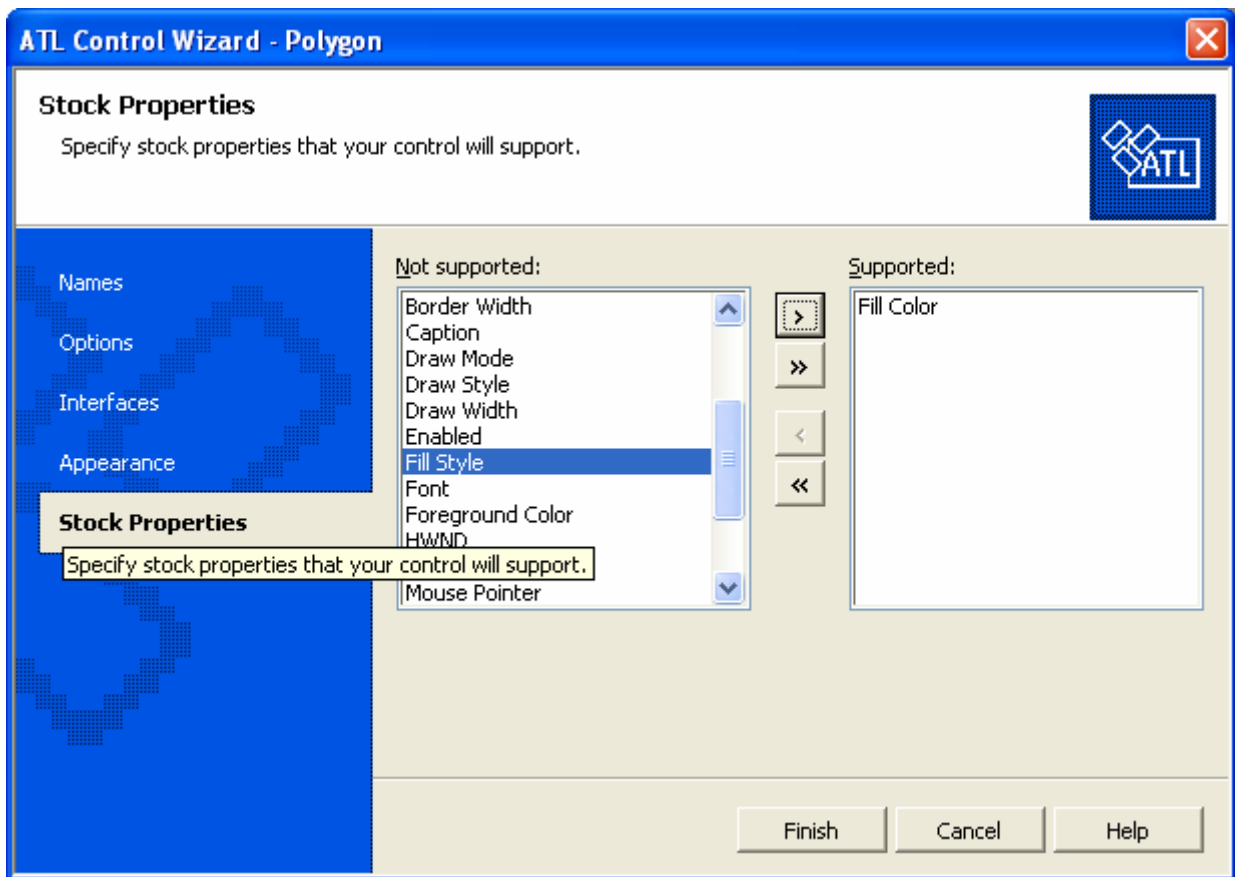 ATL Control Wizard - Polygon
Stock Properties
Specify stock properties that your control will support.
ATL
Names
Options
Interfaces
Appearance
Stock Properties
Specify stock properties that your control will support.
Not supported:
Border Width
Caption
Draw Mode
Draw Style
Draw Width
Enabled
Fill Style
Font
Foreground Color
HWND
Mouse Pointer
>
»
<
«
Supported:
Fill Color
Finish
Cancel
Help